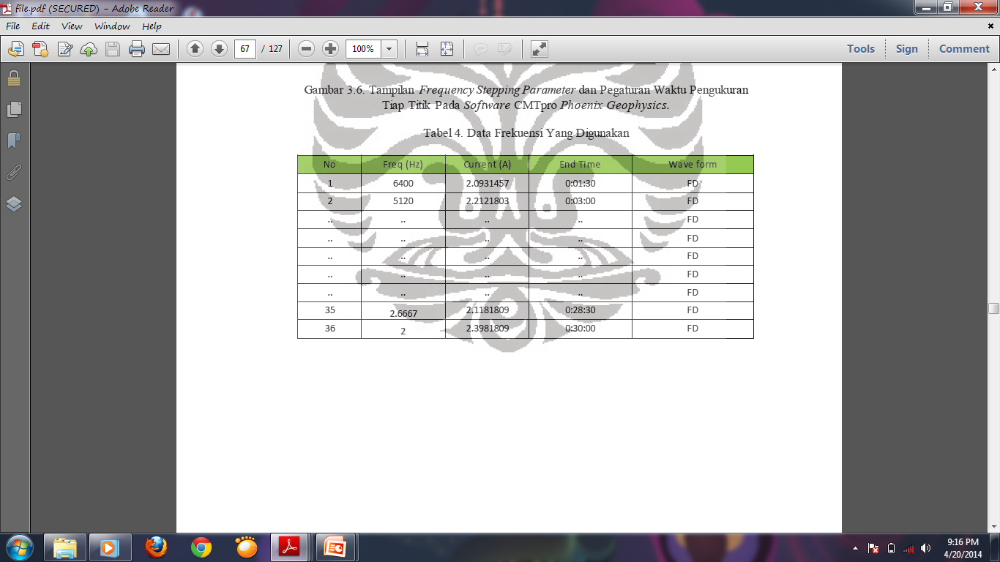 file.pdf (SECURED) - Adobe Reader
File Edit View Window Help
67 / 127 100% Tools Sign Comment
Gambar 3.6. Tampilan Frequency Stepping Parameter dan Pegaturan Waktu Pengukuran
Tiap Titik Pada Software CMTpro Phoenix Geophysics.
Tabel 4. Data Frekuensi Yang Digunakan
No Freq (Hz) Current (A) End Time Wave form
1 6400 2.0931457 0:01:30 FD
2 5120 2.2121803 0:03:00 FD
.. .. .. .. FD
.. .. .. .. FD
.. .. .. .. FD
.. .. .. .. FD
.. .. .. .. FD
35 2.6667 2.1181809 0:28:30 FD
36 2 2.3981809 0:30:00 FD
9:16 PM
4/20/2014